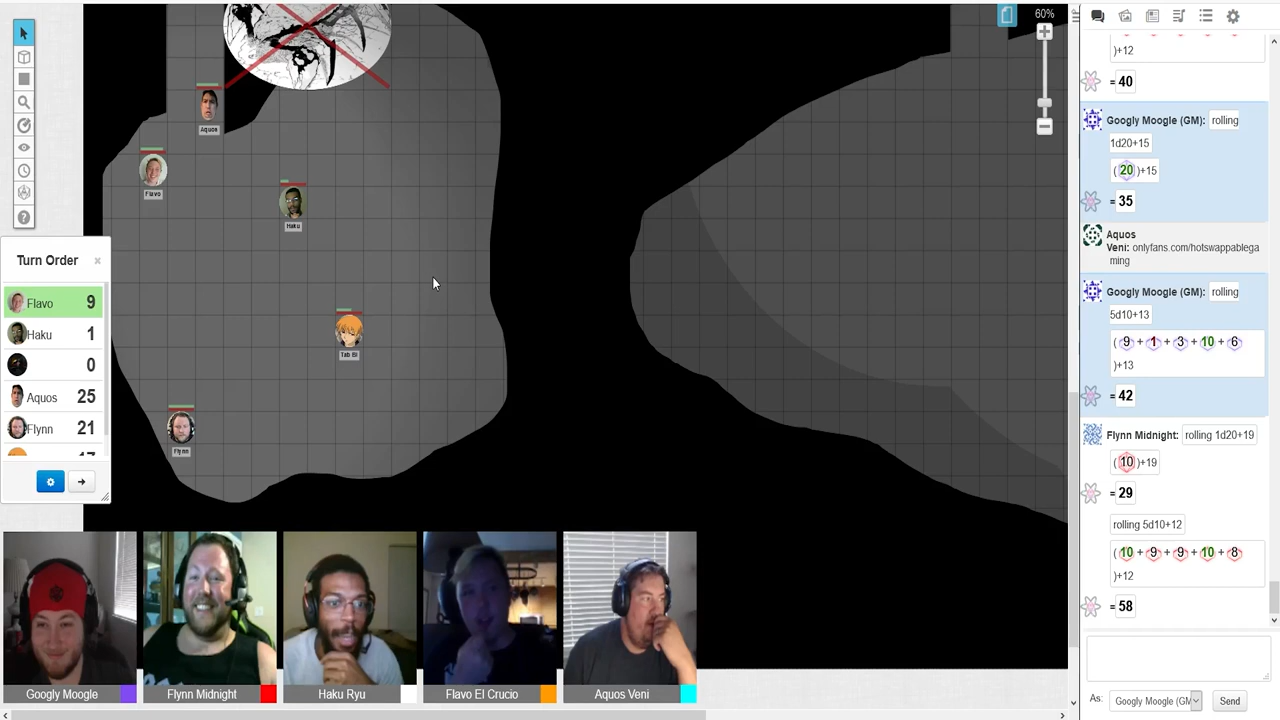 60%
)+12
= 40
Googly Moogle (GM): rolling
1d20+15
(20)+15
= 35
Aquos
Veni: onlyfans.com/hotswappablega
ming
Googly Moogle (GM): rolling
5d10+13
(9+1+3+10+6
)+13
= 42
Flynn Midnight: rolling 1d20+19
(10)+19
= 29
rolling 5d10+12
(10+9+9+10+8
)+12
= 58
As: Googly Moogle (GM
Send
Aquos
Flavo
Haku
Tab El
Flynn
Turn Order ×
Flavo 9
Haku 1
0
Aquos 25
Flynn 21
Googly Moogle
Flynn Midnight
Haku Ryu
Flavo El Crucio
Aquos Veni